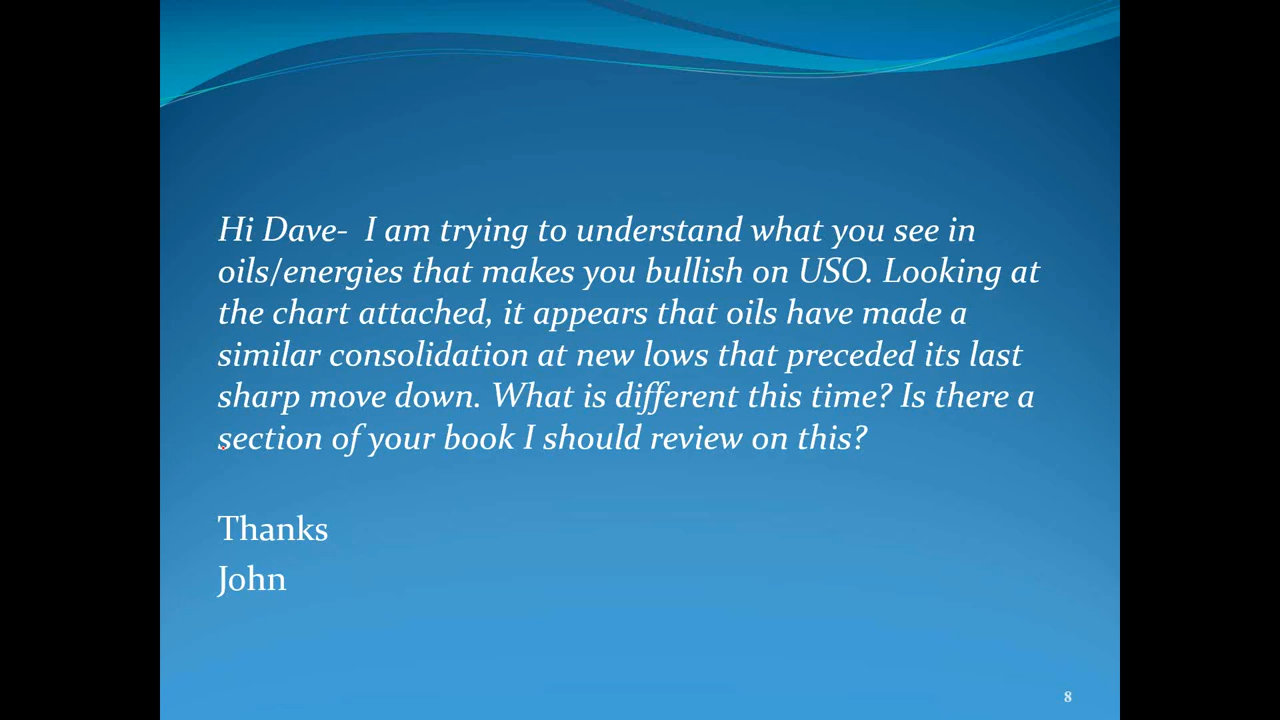 Hi Dave-  I am trying to understand what you see in
oils/energies that makes you bullish on USO. Looking at
the chart attached, it appears that oils have made a
similar consolidation at new lows that preceded its last
sharp move down. What is different this time? Is there a
section of your book I should review on this?
Thanks
John
8